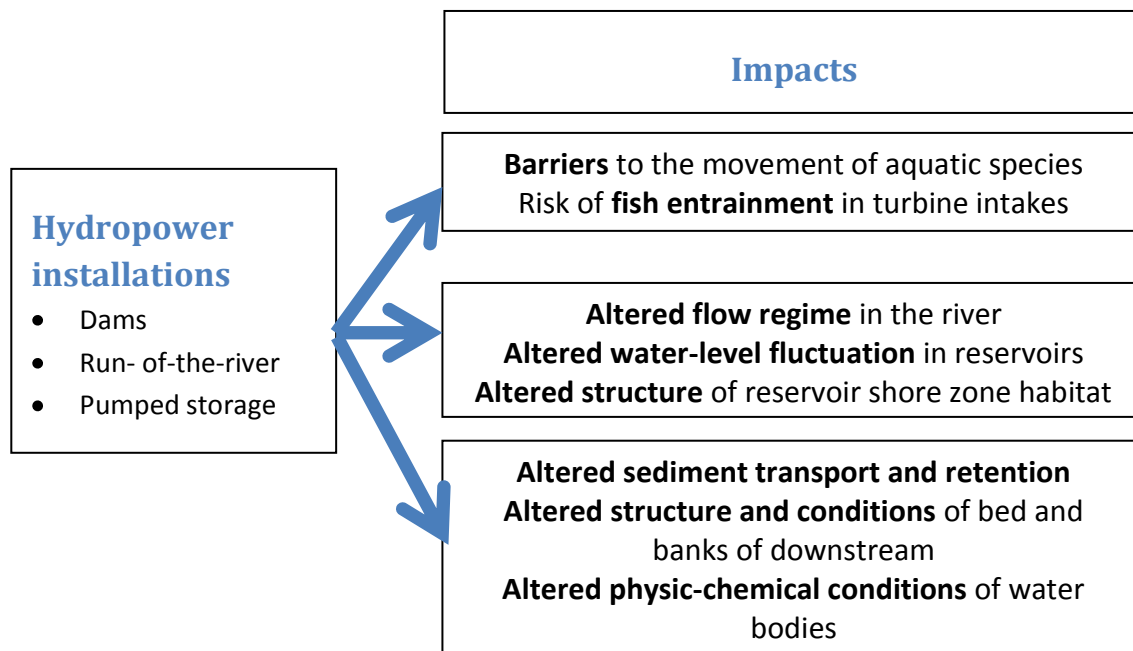 Impacts
Barriers to the movement of aquatic species
Risk of fish entrainment in turbine intakes
Hydropower
installations
• Dams
• Run- of-the-river
• Pumped storage
Altered flow regime in the river
Altered water-level fluctuation in reservoirs
Altered structure of reservoir shore zone habitat
Altered sediment transport and retention
Altered structure and conditions of bed and
banks of downstream
Altered physic-chemical conditions of water
bodies